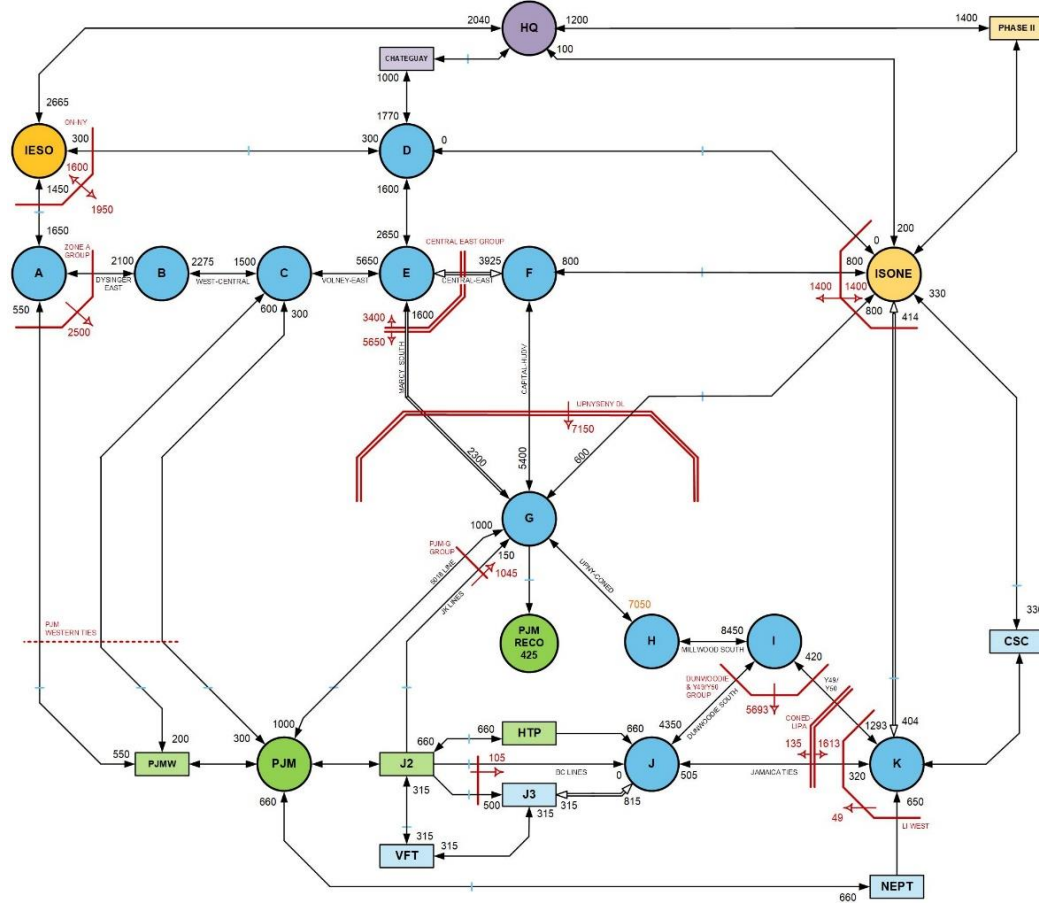 2040
HQ
1200
1400
PHASE II
CHATEGUAY
100
1000
2665
ON-NY
1770
IESO
300
300
D
0
1600
1450
1950
1600
200
0
1650
ZONE A
GROUP
2650
CENTRAL EAST GROUP
A
2100
B
2275
1500
C
5650
E
3925
F
800
800
ISONE
DYSINGER
EAST
WEST-CENTRAL
VOLNEY-EAST
CENTRAL-EAST
550
2500
600
300
1600
3400
5650
1400
1400
800
414
330
MARCY SOUTH
CAPITAL-HUDV
UPNYSENY DL
7150
2300
5400
600
G
1000
150
PJM-G
GROUP
1045
5018 LINE
JK LINES
UPNY-CONED
PJM
WESTERN TIES
PJM
RECO
425
7050
H
8450
MILLWOOD SOUTH
I
330
CSC
420
Y49/
Y50
DUNWOODIE
& Y49/Y50
GROUP
5693
DUNWOODIE SOUTH
CONED-
LIPA
1000
200
300
550
PJMW
PJM
660
J2
660
HTP
660
4350
J
135
1613
1293
404
K
105
BC LINES
0
505
JAMAICA TIES
320
660
315
500
J3
315
815
315
49
LI WEST
650
315
VFT
315
660
NEPT